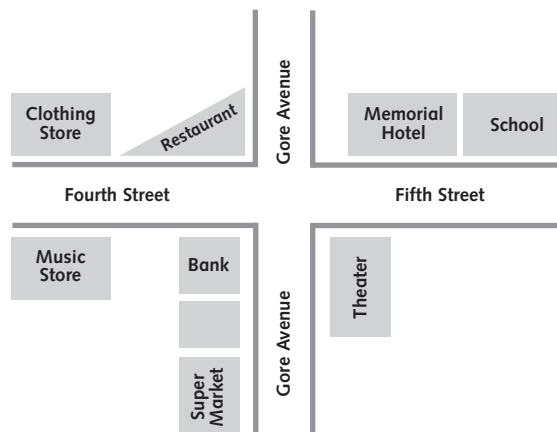 Clothing
Store
Restaurant
Gore Avenue
Memorial
Hotel
School
Fourth Street
Fifth Street
Music
Store
Bank
Gore Avenue
Theater
Super
Market